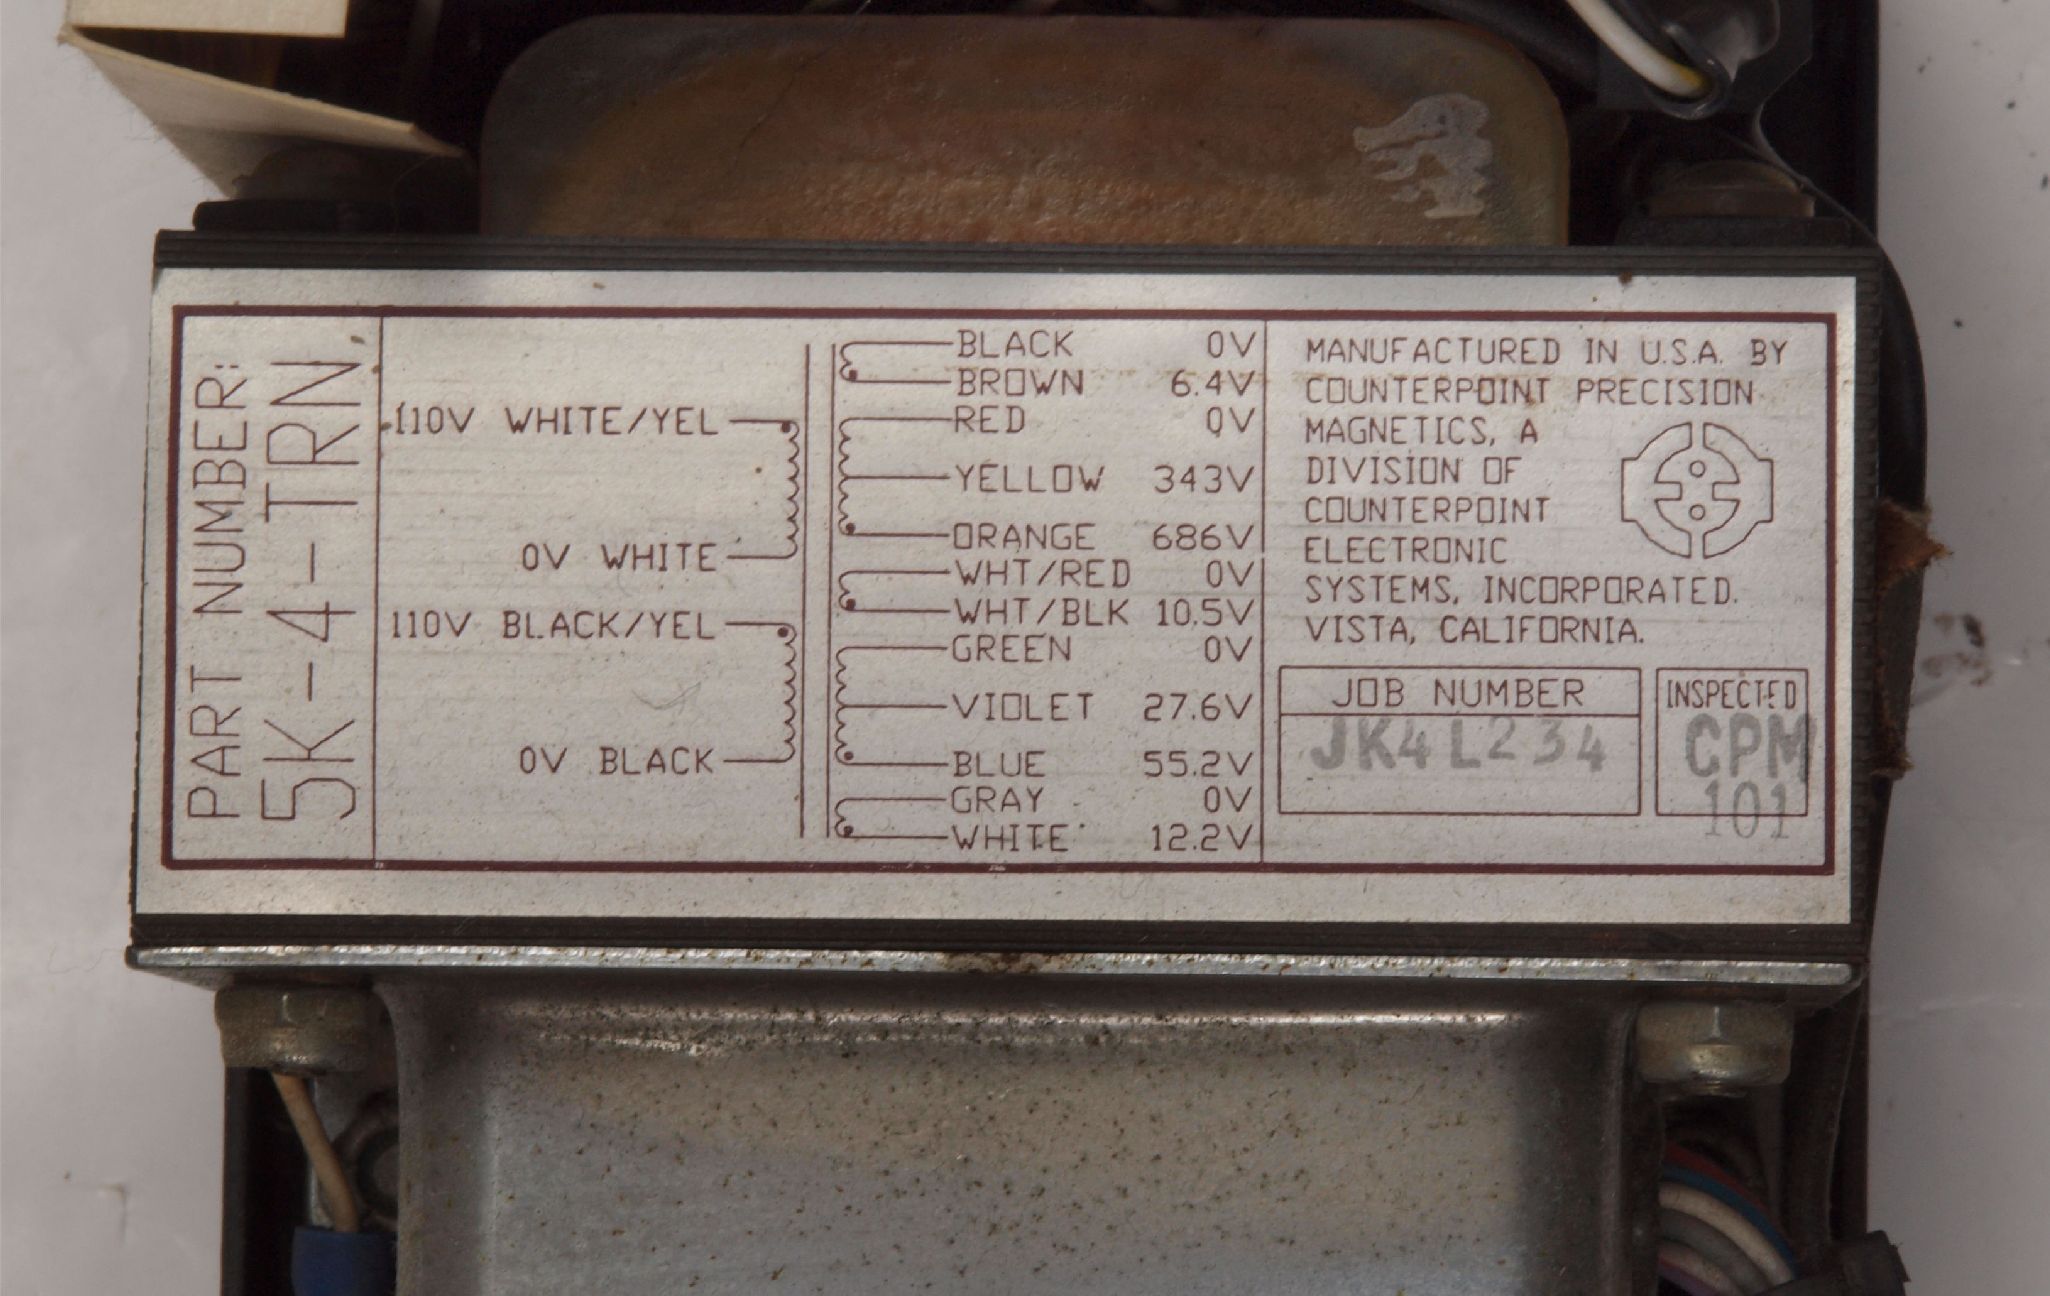 PART NUMBER:
5K-4-TRN
110V WHITE/YEL
0V WHITE
110V BLACK/YEL
0V BLACK
BLACK 0V
BROWN 6.4V
RED 0V
YELLOW 343V
ORANGE 686V
WHT/RED 0V
WHT/BLK 10.5V
GREEN 0V
VIOLET 27.6V
BLUE 55.2V
GRAY 0V
WHITE 12.2V
MANUFACTURED IN U.S.A. BY
COUNTERPOINT PRECISION
MAGNETICS, A
DIVISION OF
COUNTERPOINT
ELECTRONIC
SYSTEMS, INCORPORATED.
VISTA, CALIFORNIA.
JOB NUMBER
JK4L234
INSPECTED
CPM
101